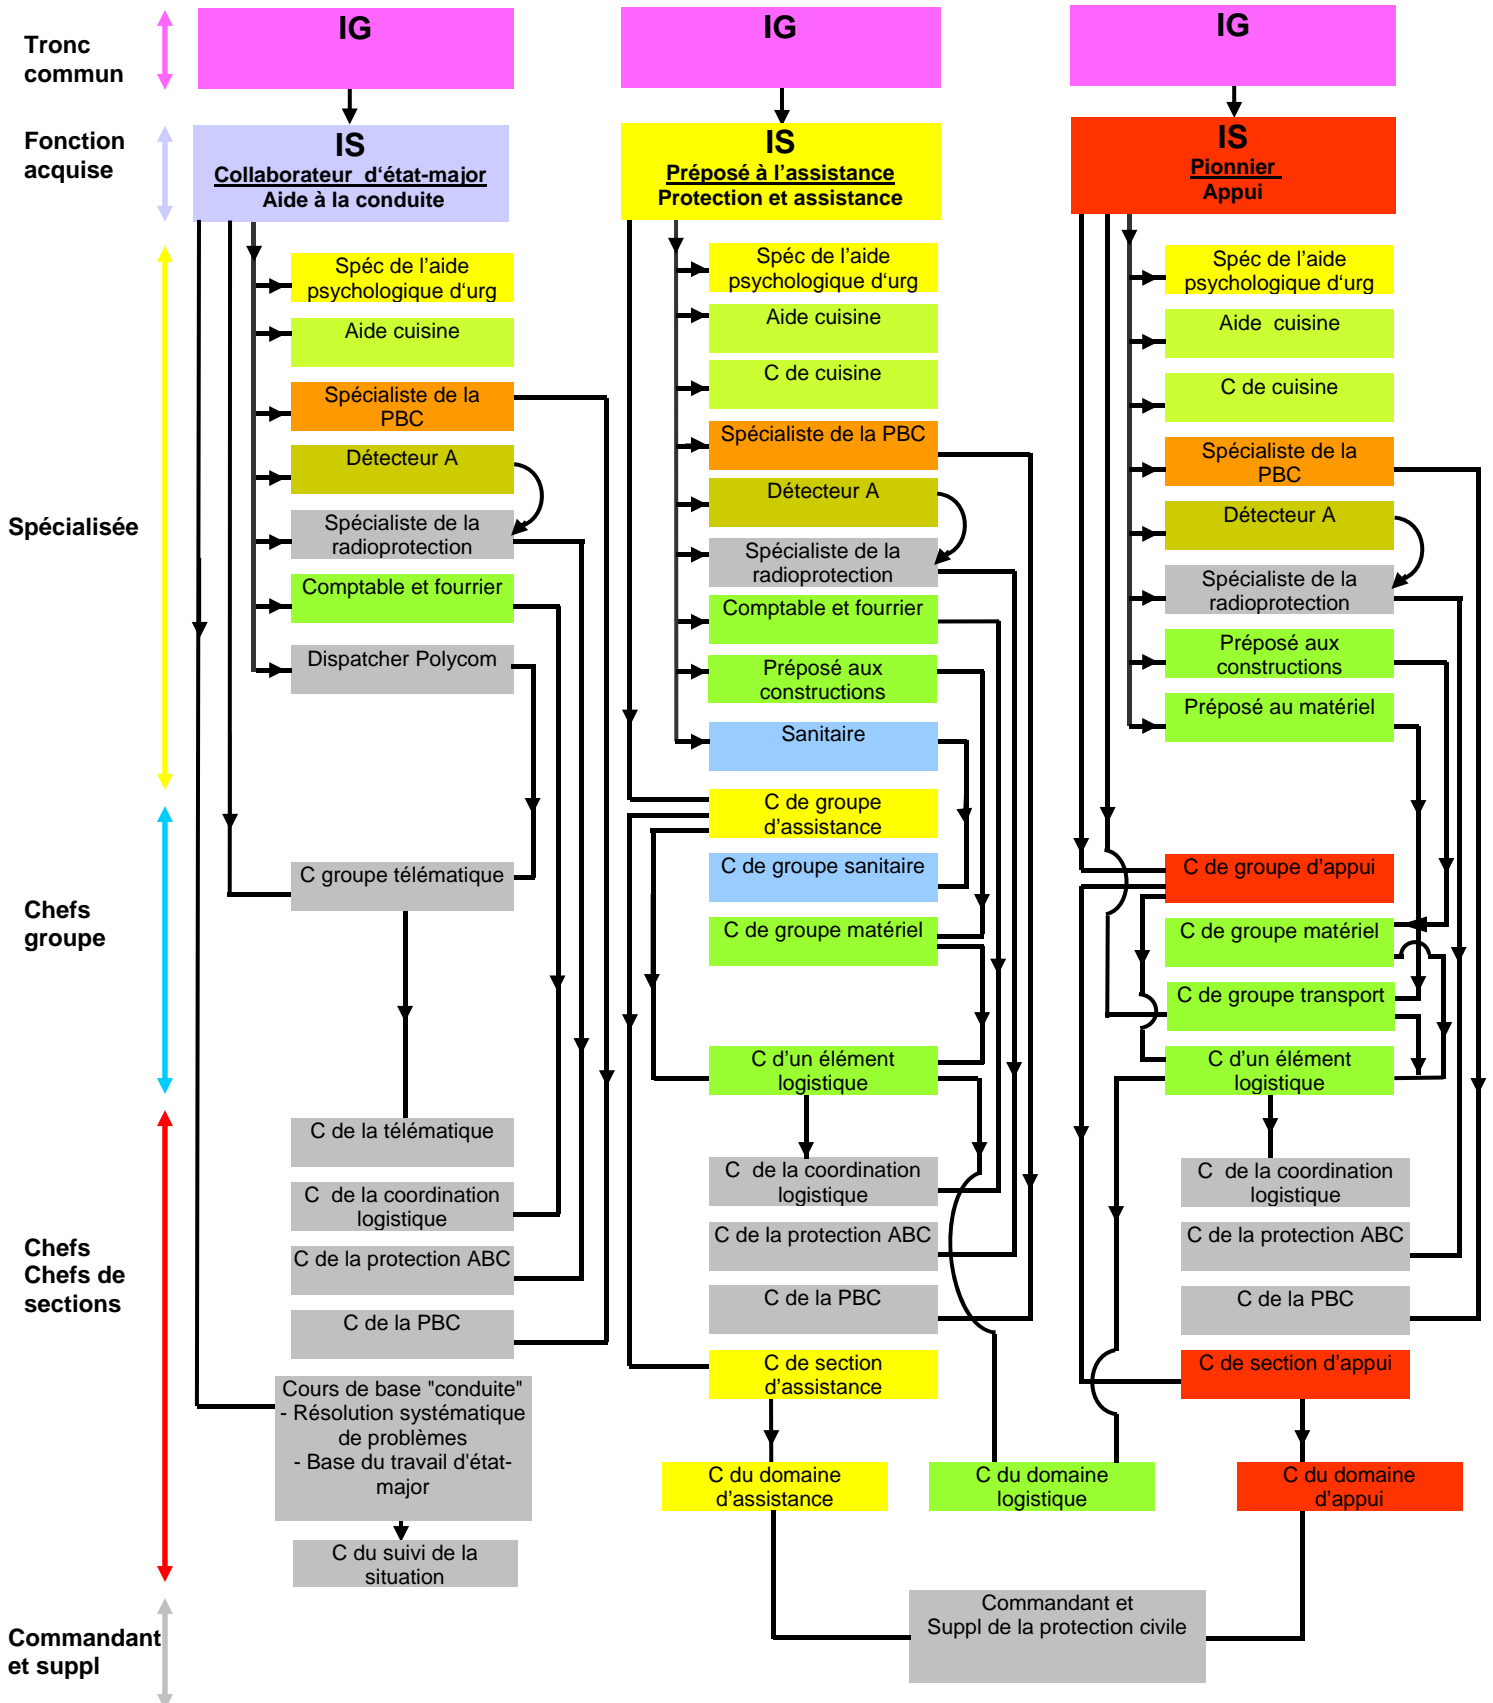 Tronc
commun
Fonction
acquise
Spécialisée
Chefs
groupe
Chefs
Chefs de
sections
Commandant
et suppl
IG
IS
Collaborateur d‘état-major
Aide à la conduite
Spéc de l’aide
psychologique d‘urg
Aide cuisine
Spécialiste de la
PBC
Détecteur A
Spécialiste de la
radioprotection
Comptable et fourrier
Dispatcher Polycom
C groupe télématique
C de la télématique
C de la coordination
logistique
C de la protection ABC
C de la PBC
Cours de base "conduite"
- Résolution systématique
de problèmes
- Base du travail d'état-
major
C du suivi de la
situation
IG
IS
Préposé à l’assistance
Protection et assistance
Spéc de l’aide
psychologique d‘urg
Aide cuisine
C de cuisine
Spécialiste de la PBC
Détecteur A
Spécialiste de la
radioprotection
Comptable et fourrier
Préposé aux
constructions
Sanitaire
C de groupe
d’assistance
C de groupe sanitaire
C de groupe matériel
C d’un élément
logistique
C de la coordination
logistique
C de la protection ABC
C de la PBC
C de section
d’assistance
C du domaine
d’assistance
C du domaine
logistique
IG
IS
Pionnier
Appui
Spéc de l’aide
psychologique d‘urg
Aide cuisine
C de cuisine
Spécialiste de la
PBC
Détecteur A
Spécialiste de la
radioprotection
Préposé aux
constructions
Préposé au matériel
C de groupe d’appui
C de groupe matériel
C de groupe transport
C d’un élément
logistique
C de la coordination
logistique
C de la protection ABC
C de la PBC
C de section d’appui
C du domaine
d’appui
Commandant et
Suppl de la protection civile